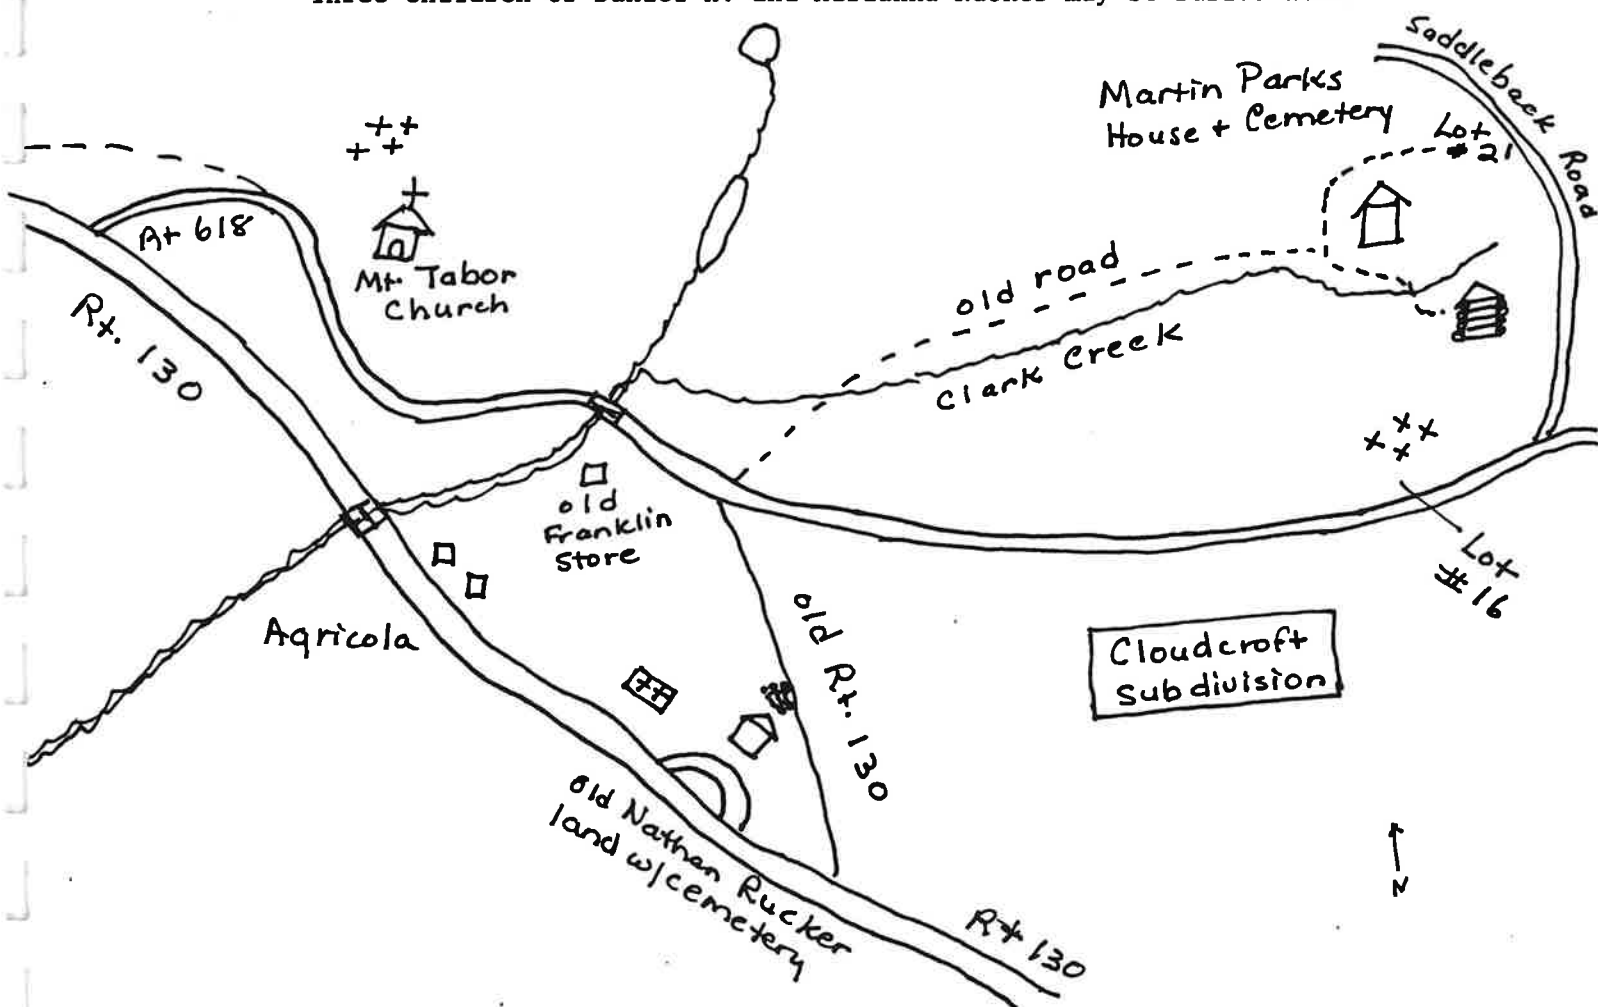 Saddleback Road
Martin Parks
House + Cemetery
Lot
# 21
Rt 618
Mt. Tabor
Church
Rt. 130
old road
Clark Creek
old
Franklin
Store
Lot
# 16
Agricola
old Rt. 130
Cloudcroft
Subdivision
old Nathan Rucker
land w/cemetery
N
Rt 130